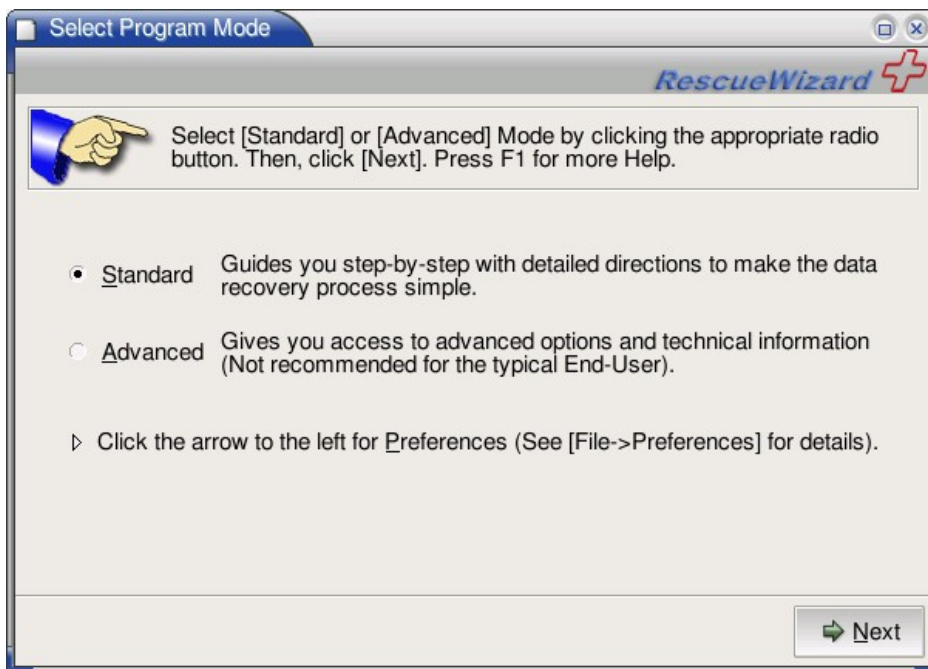 Select Program Mode
RescueWizard
Select [Standard] or [Advanced] Mode by clicking the appropriate radio
button. Then, click [Next]. Press F1 for more Help.
Standard
Guides you step-by-step with detailed directions to make the data
recovery process simple.
Advanced
Gives you access to advanced options and technical information
(Not recommended for the typical End-User).
Click the arrow to the left for Preferences (See [File->Preferences] for details).
Next